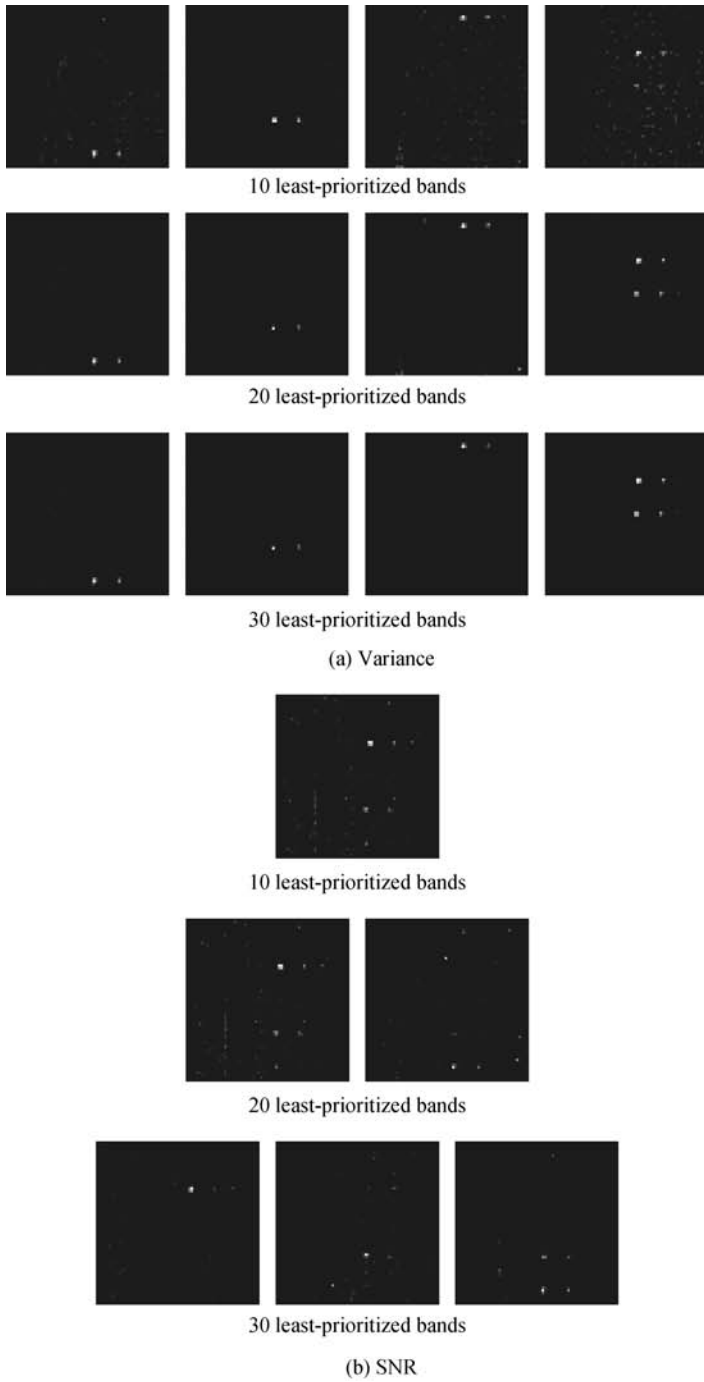 10 least-prioritized bands
20 least-prioritized bands
30 least-prioritized bands
(a) Variance
10 least-prioritized bands
20 least-prioritized bands
30 least-prioritized bands
(b) SNR